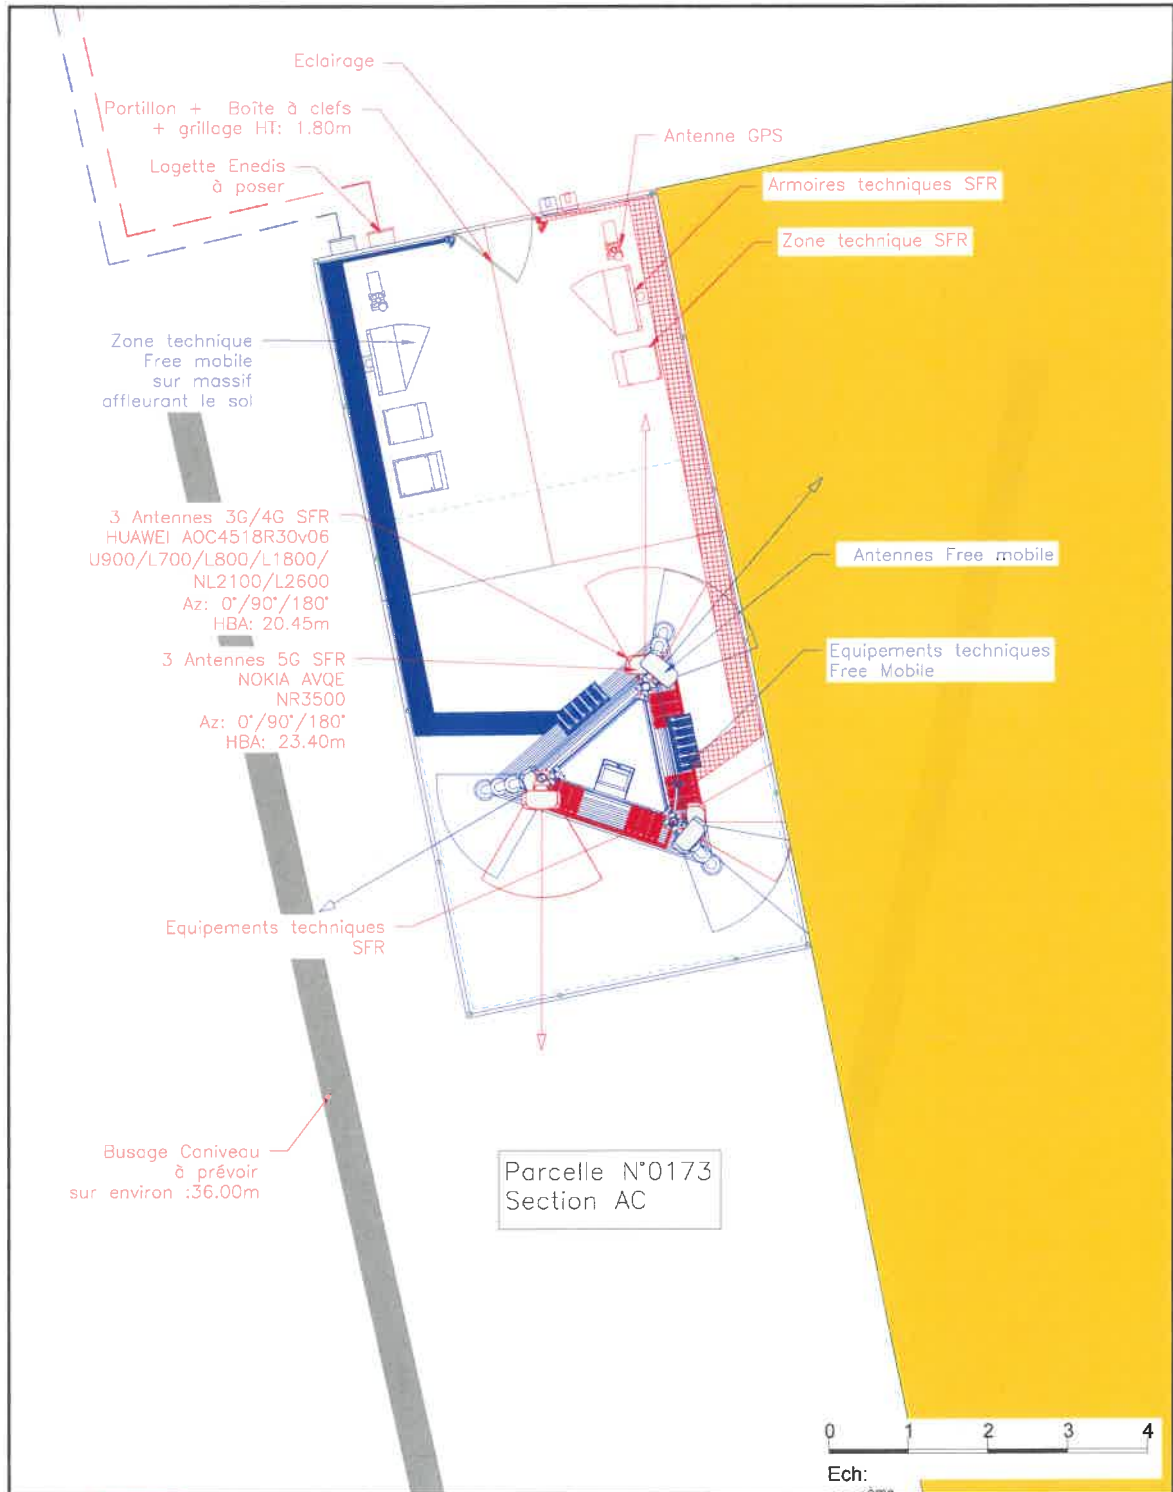 Eclairage
Portillon + Boîte à clefs
+ grillage HT: 1.80m
Antenne GPS
Logette Enedis
à poser
Armoires techniques SFR
Zone technique SFR
Zone technique
Free mobile
sur massif
affleurant le sol
3 Antennes 3G/4G SFR
HUAWEI AOC4518R30v06
U900/L700/L800/L1800/
NL2100/L2600
Az: 0°/90°/180°
HBA: 20.45m
Antennes Free mobile
3 Antennes 5G SFR
NOKIA AVQE
NR3500
Az: 0°/90°/180°
HBA: 23.40m
Equipements techniques
Free Mobile
Equipements techniques
SFR
Busage Caniveau
à prévoir
sur environ :36.00m
Parcelle N°0173
Section AC
0 1 2 3 4
Ech: